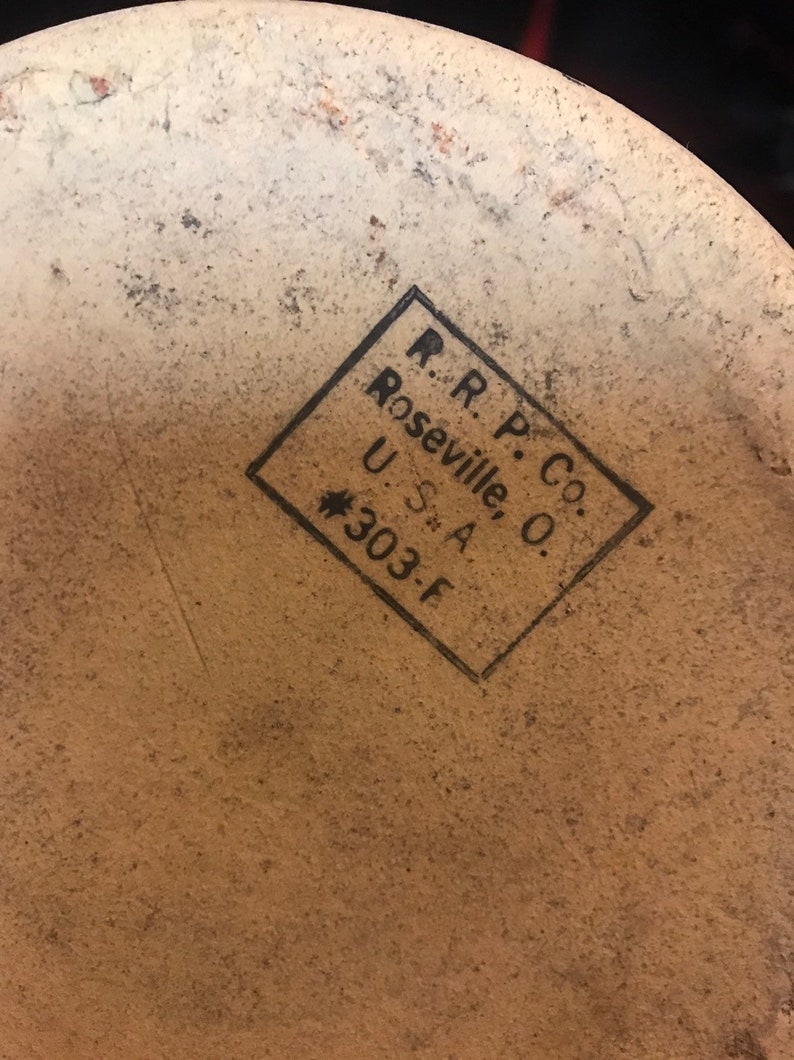 R. R. P. Co.
Roseville, O.
U. S. A
#303-F